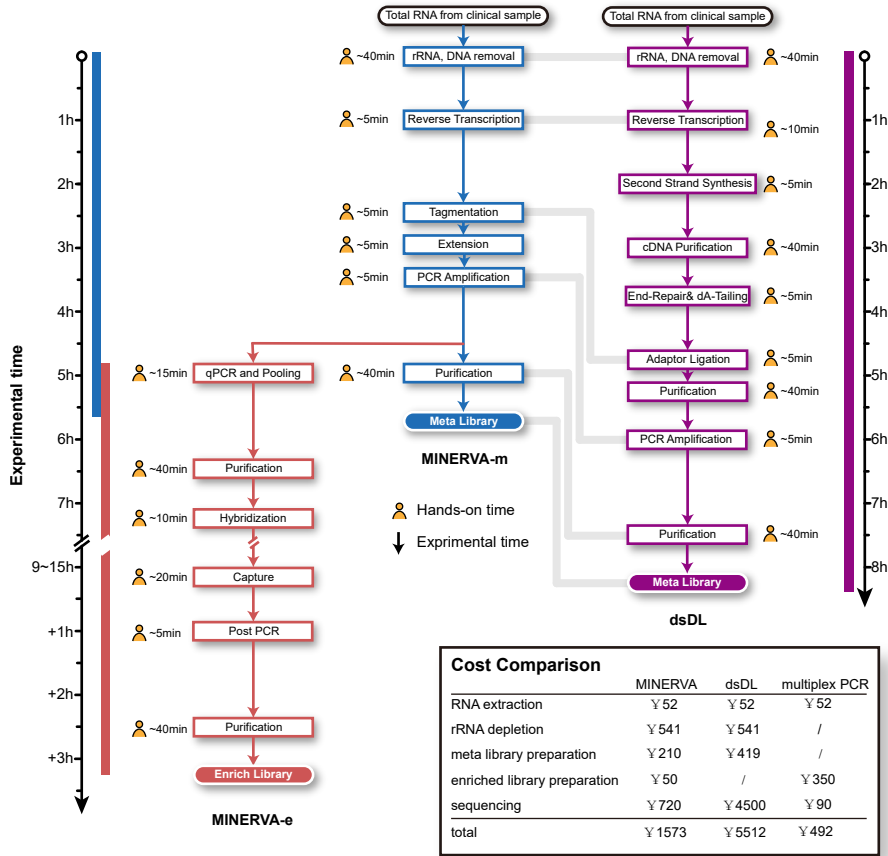 Total RNA from clinical sample
Total RNA from clinical sample
~40min
rRNA, DNA removal
rRNA, DNA removal
~40min
1h
~5min
Reverse Transcription
Reverse Transcription
~10min
1h
2h
Second Strand Synthesis
~5min
2h
~5min
Tagmentation
3h
~5min
Extension
cDNA Purification
~40min
3h
~5min
PCR Amplification
End-Repair& dA-Tailing
~5min
4h
4h
Adaptor Ligation
~5min
5h
~15min
qPCR and Pooling
~40min
Purification
5h
Purification
~40min
Meta Library
6h
PCR Amplification
~5min
6h
MINERVA-m
~40min
Purification
7h
~10min
Hybridization
Hands-on time
7h
Purification
~40min
Exprimental time
9~15h
~20min
Capture
Meta Library
8h
dsDL
+1h
~5min
Post PCR
+2h
~40min
Purification
+3h
Enrich Library
MINERVA-e
Experimental time
Cost Comparison
MINERVA dsDL multiplex PCR
RNA extraction ¥52 ¥52 ¥52
rRNA depletion ¥541 ¥541 /
meta library preparation ¥210 ¥419 /
enriched library preparation ¥50 / ¥350
sequencing ¥720 ¥4500 ¥90
total ¥1573 ¥5512 ¥492